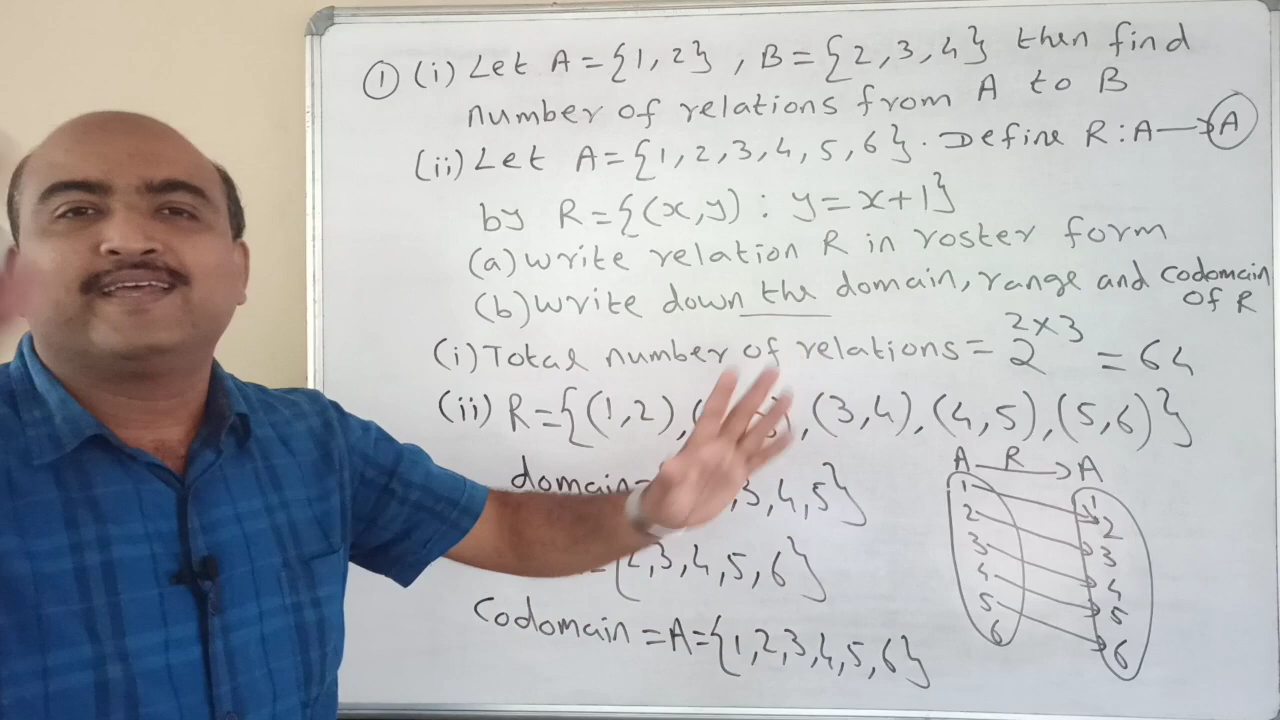 ① (i) Let A={1,2}, B={2,3,4} then find
number of relations from A to B
(ii) Let A={1,2,3,4,5,6}. Define R:A→A
by R={(x,y) : y=x+1}
(a) write relation R in roster form
(b) write down the domain, range and codomain
of R
(i) Total number of relations = 2^{2×3} = 64
(ii) R={(1,2),( ),(3,4),(4,5),(5,6)}
domain= ,3,4,5}
={2,3,4,5,6}
Codomain =A={1,2,3,4,5,6}
A R→ A
1 1
2 2
3 3
4 4
5 5
6 6